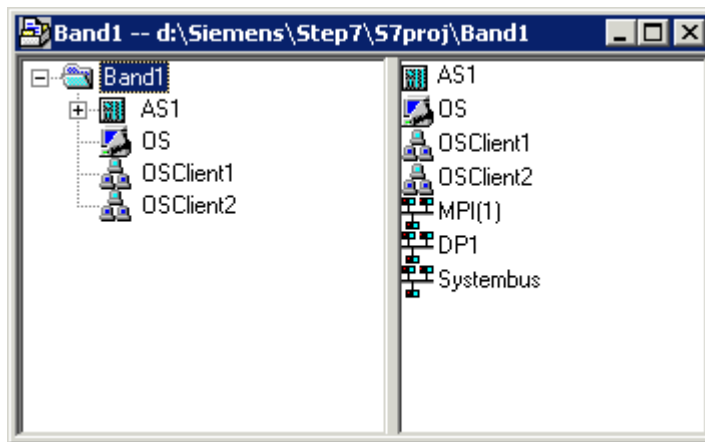 Band1 -- d:\Siemens\Step7\S7proj\Band1
Band1
AS1
OS
OSClient1
OSClient2
AS1
OS
OSClient1
OSClient2
MPI(1)
DP1
Systembus